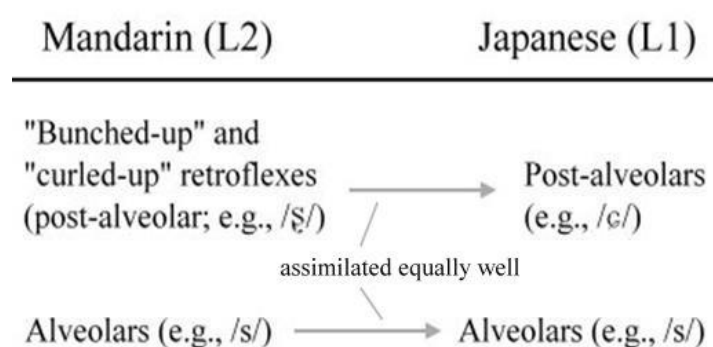 Mandarin (L2) Japanese (L1)
"Bunched-up" and
"curled-up" retroflexes
(post-alveolar; e.g., /ʂ/)
Post-alveolars
(e.g., /ɕ/)
assimilated equally well
Alveolars (e.g., /s/) Alveolars (e.g., /s/)